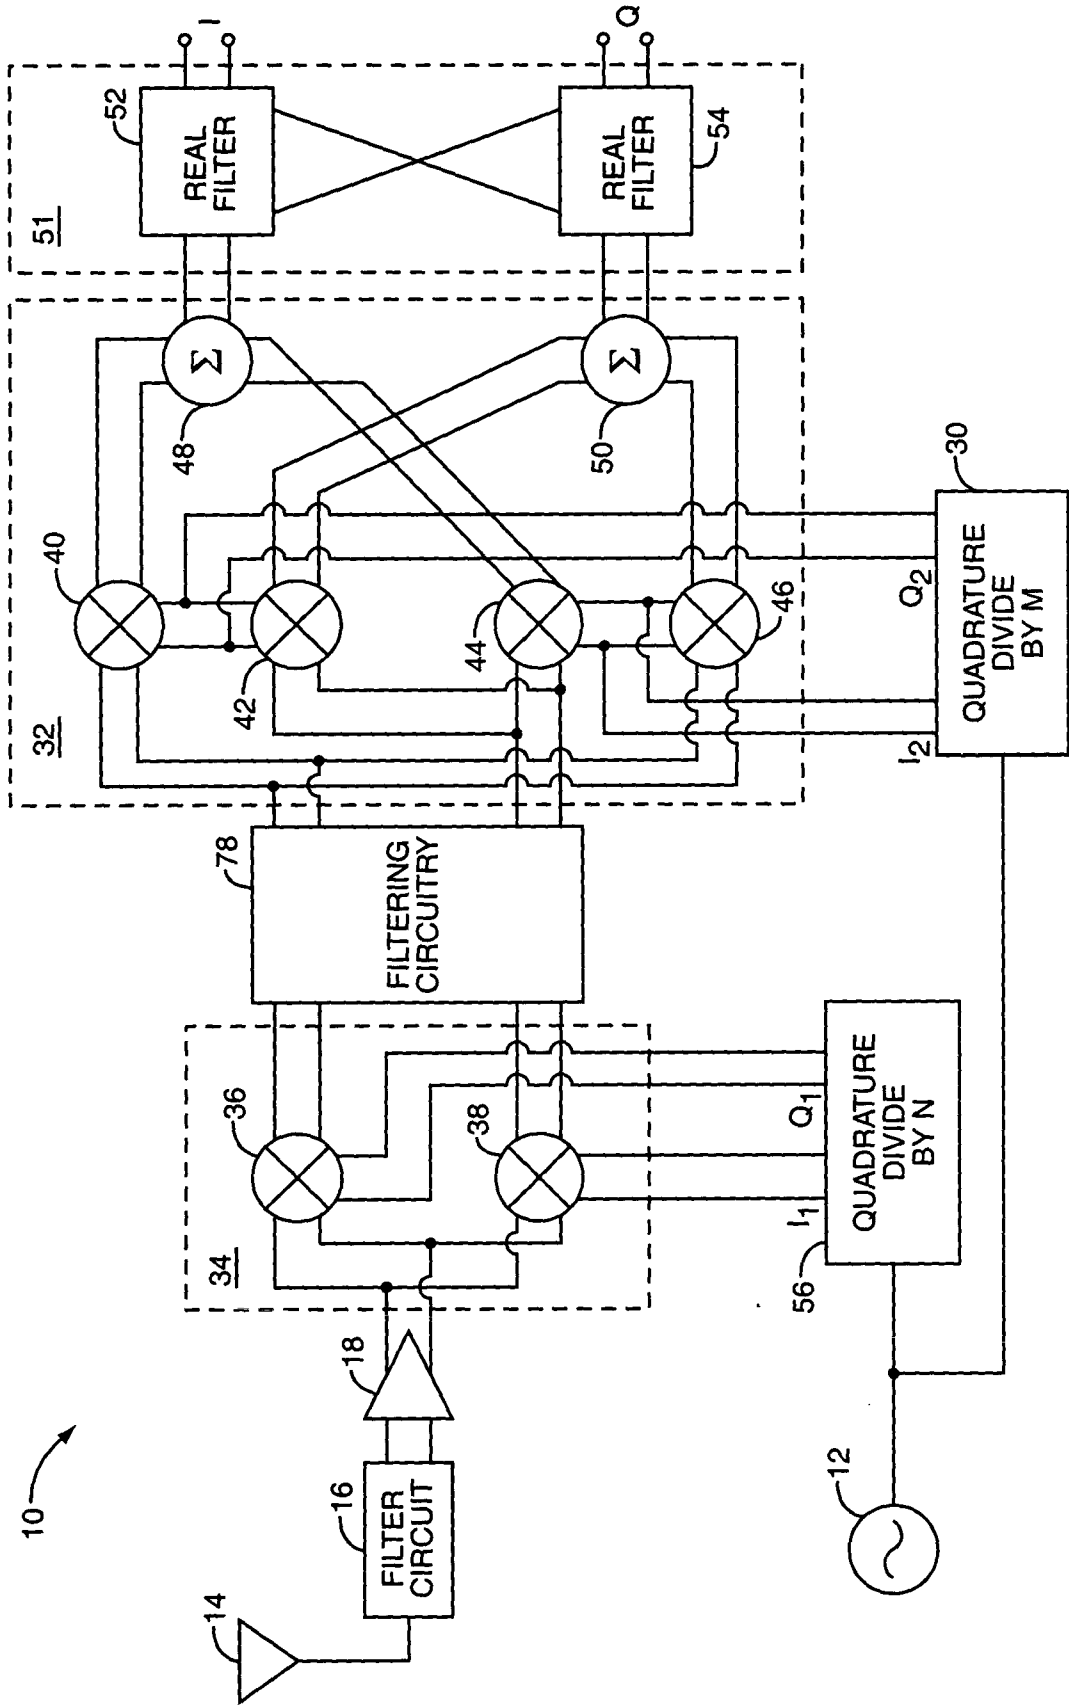 10
14
16
FILTER
CIRCUIT
18
34
36
38
I1
Q1
56
QUADRATURE
DIVIDE
BY N
12
78
FILTERING
CIRCUITRY
32
40
42
44
46
48
Σ
50
Σ
I2
Q2
30
QUADRATURE
DIVIDE
BY M
51
52
REAL
FILTER
54
REAL
FILTER
I
Q